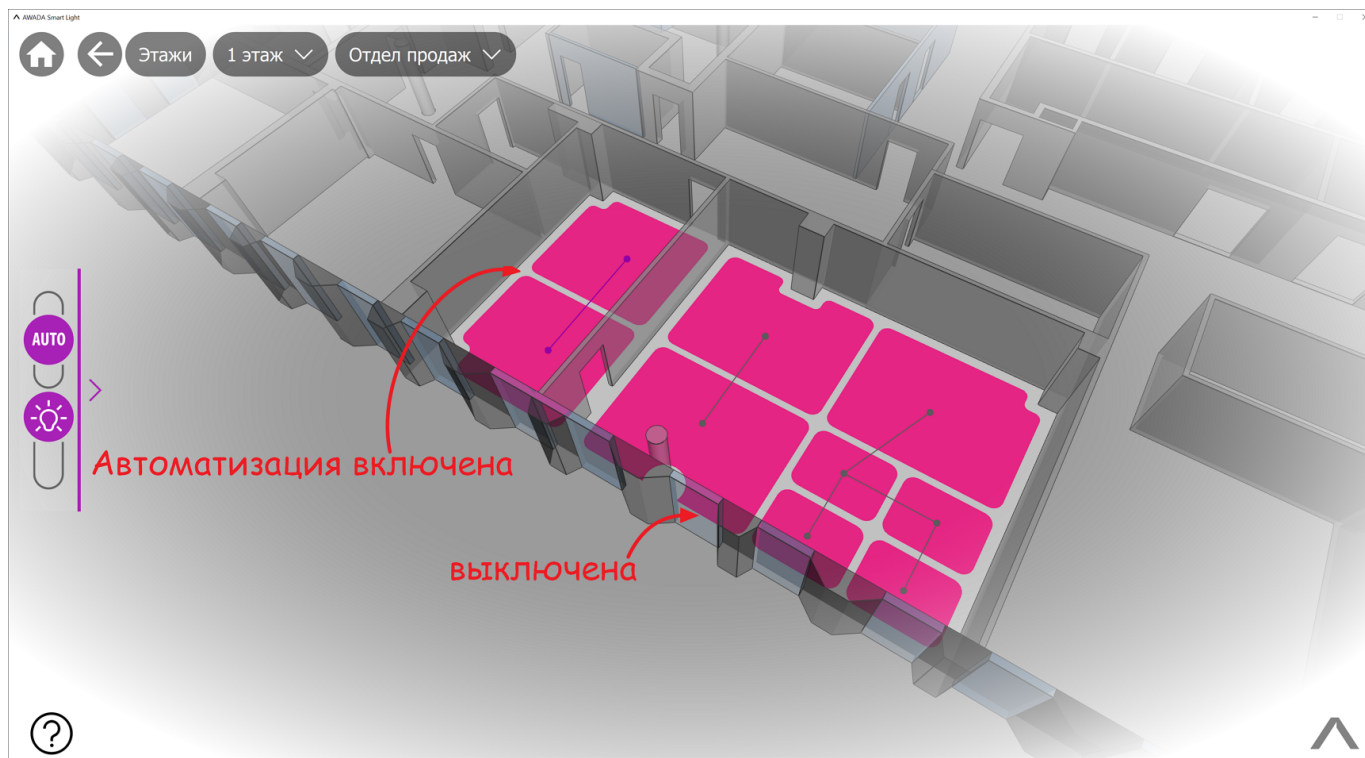 AWADA Smart Light
Этажи
1 этаж
Отдел продаж
AUTO
Автоматизация включена
выключена
?